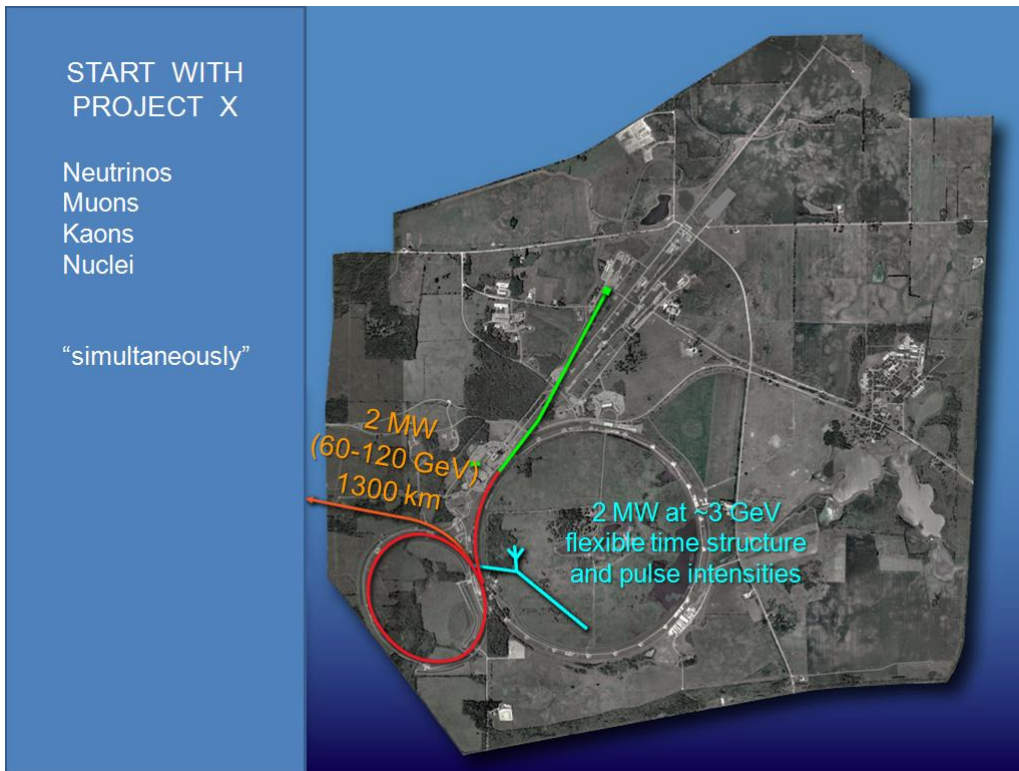 START WITH
PROJECT X
Neutrinos
Muons
Kaons
Nuclei
“simultaneously”
2 MW
(60-120 GeV)
1300 km
2 MW at ~3 GeV
flexible time structure
and pulse intensities